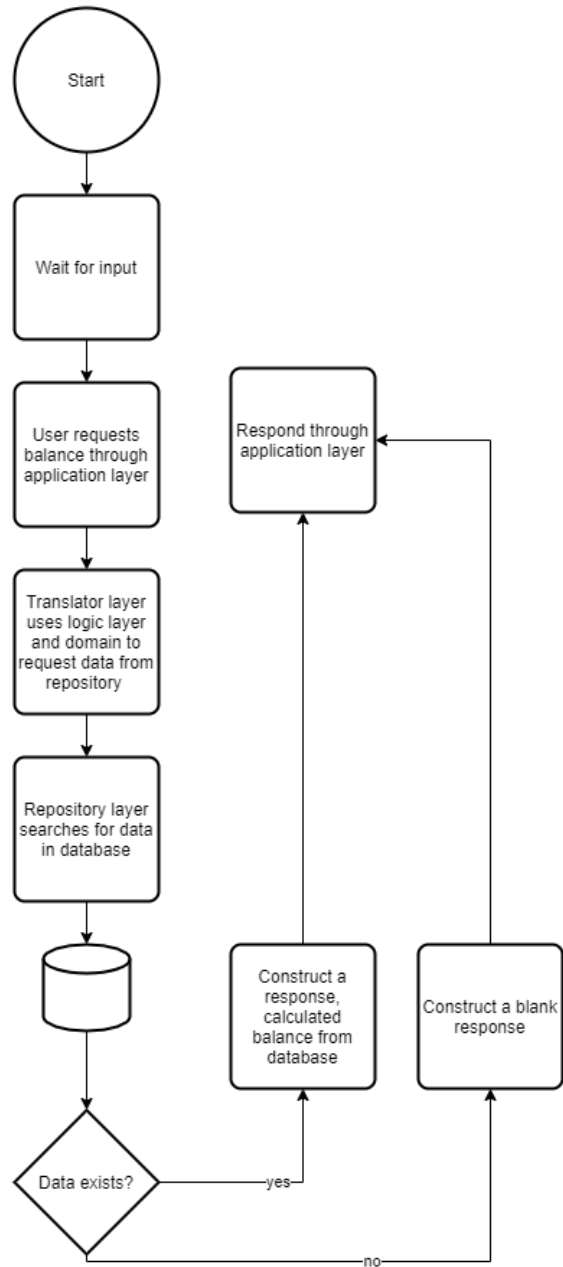 Start
Wait for input
User requests
balance through
application layer
Translator layer
uses logic layer
and domain to
request data from
repository
Repository layer
searches for data
in database
Data exists?
yes
no
Construct a
response,
calculated
balance from
database
Construct a blank
response
Respond through
application layer